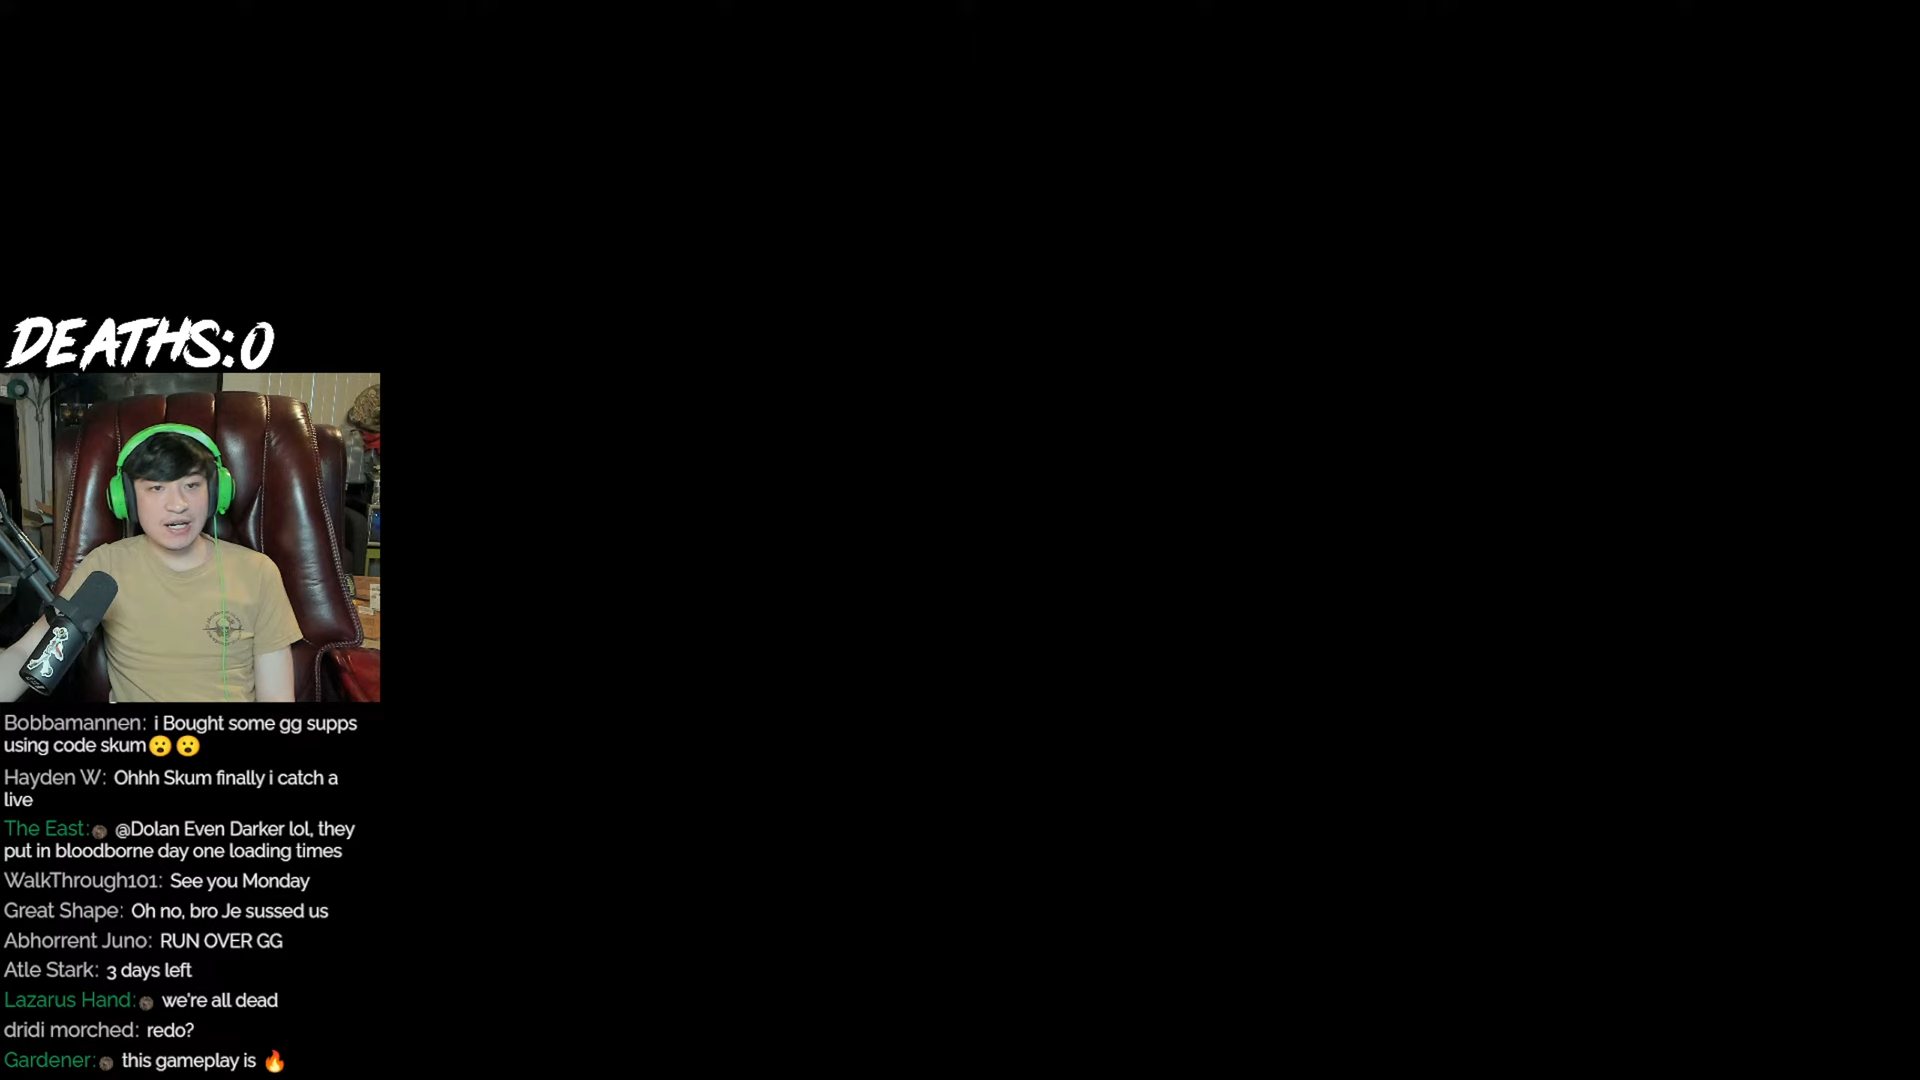 DEATHS:0
Bobbamannen: i Bought some gg supps
using code skum😮😮
Hayden W: Ohhh Skum finally i catch a
live
The East: @Dolan Even Darker lol, they
put in bloodborne day one loading times
WalkThrough101: See you Monday
Great Shape: Oh no, bro Je sussed us
Abhorrent Juno: RUN OVER GG
Atle Stark: 3 days left
Lazarus Hand: we're all dead
dridi morched: redo?
Gardener: this gameplay is 🔥